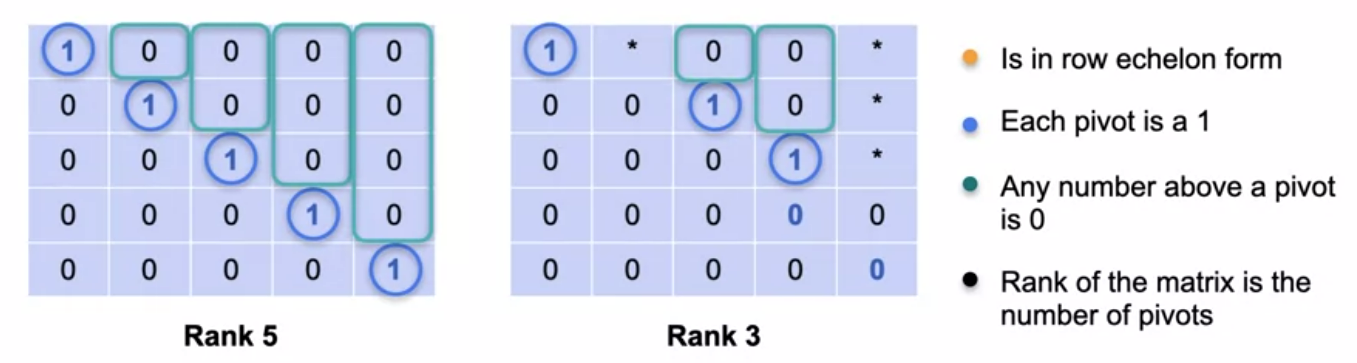 1 0 0 0 0
0 1 0 0 0
0 0 1 0 0
0 0 0 1 0
0 0 0 0 1
Rank 5
1 * 0 0 *
0 0 1 0 *
0 0 0 1 *
0 0 0 0 0
0 0 0 0 0
Rank 3
Is in row echelon form
Each pivot is a 1
Any number above a pivot
is 0
Rank of the matrix is the
number of pivots